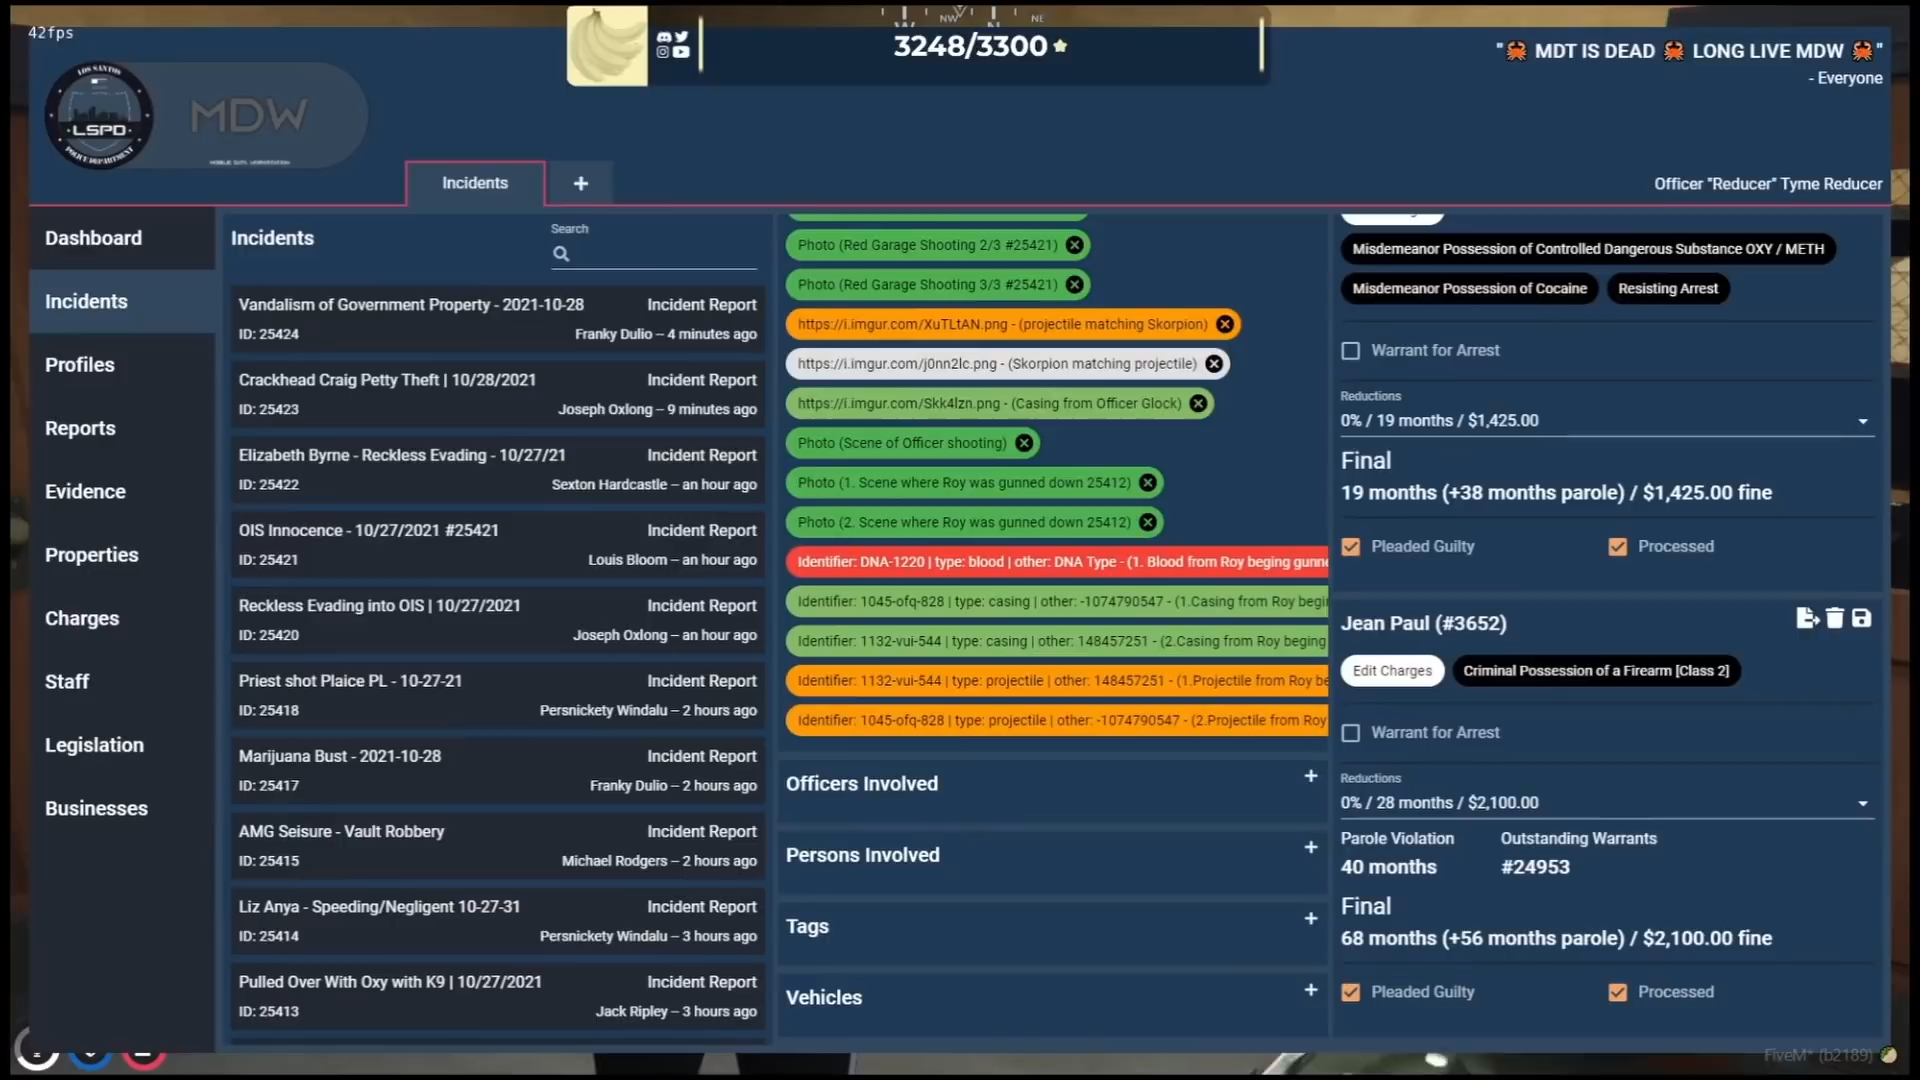 42fps
NW
NE
3248/3300
"🦀 MDT IS DEAD 🦀 LONG LIVE MDW 🦀"
- Everyone
LOS SANTOS
LSPD
POLICE DEPARTMENT
MDW
Incidents
+
Officer "Reducer" Tyme Reducer
Dashboard
Incidents
Profiles
Reports
Evidence
Properties
Charges
Staff
Legislation
Businesses
Incidents
Search
Vandalism of Government Property - 2021-10-28 Incident Report
ID: 25424 Franky Dulio – 4 minutes ago
Crackhead Craig Petty Theft | 10/28/2021 Incident Report
ID: 25423 Joseph Oxlong – 9 minutes ago
Elizabeth Byrne - Reckless Evading - 10/27/21 Incident Report
ID: 25422 Sexton Hardcastle – an hour ago
OIS Innocence - 10/27/2021 #25421 Incident Report
ID: 25421 Louis Bloom – an hour ago
Reckless Evading into OIS | 10/27/2021 Incident Report
ID: 25420 Joseph Oxlong – an hour ago
Priest shot Plaice PL - 10-27-21 Incident Report
ID: 25418 Persnickety Windalu – 2 hours ago
Marijuana Bust - 2021-10-28 Incident Report
ID: 25417 Franky Dulio – 2 hours ago
AMG Seisure - Vault Robbery Incident Report
ID: 25415 Michael Rodgers – 2 hours ago
Liz Anya - Speeding/Negligent 10-27-31 Incident Report
ID: 25414 Persnickety Windalu – 3 hours ago
Pulled Over With Oxy with K9 | 10/27/2021 Incident Report
ID: 25413 Jack Ripley – 3 hours ago
Photo (Red Garage Shooting 2/3 #25421)
Photo (Red Garage Shooting 3/3 #25421)
https://i.imgur.com/XuTLtAN.png - (projectile matching Skorpion)
https://i.imgur.com/j0nn2lc.png - (Skorpion matching projectile)
https://i.imgur.com/Skk4lzn.png - (Casing from Officer Glock)
Photo (Scene of Officer shooting)
Photo (1. Scene where Roy was gunned down 25412)
Photo (2. Scene where Roy was gunned down 25412)
Identifier: DNA-1220 | type: blood | other: DNA Type - (1. Blood from Roy beging gunne
Identifier: 1045-ofq-828 | type: casing | other: -1074790547 - (1.Casing from Roy begi
Identifier: 1132-vui-544 | type: casing | other: 148457251 - (2.Casing from Roy beging
Identifier: 1132-vui-544 | type: projectile | other: 148457251 - (1.Projectile from Roy be
Identifier: 1045-ofq-828 | type: projectile | other: -1074790547 - (2.Projectile from Roy
Officers Involved +
Persons Involved +
Tags +
Vehicles +
Misdemeanor Possession of Controlled Dangerous Substance OXY / METH
Misdemeanor Possession of Cocaine Resisting Arrest
Warrant for Arrest
Reductions
0% / 19 months / $1,425.00
Final
19 months (+38 months parole) / $1,425.00 fine
Pleaded Guilty Processed
Jean Paul (#3652)
Edit Charges Criminal Possession of a Firearm [Class 2]
Warrant for Arrest
Reductions
0% / 28 months / $2,100.00
Parole Violation Outstanding Warrants
40 months #24953
Final
68 months (+56 months parole) / $2,100.00 fine
Pleaded Guilty Processed
FiveM* (b2189)